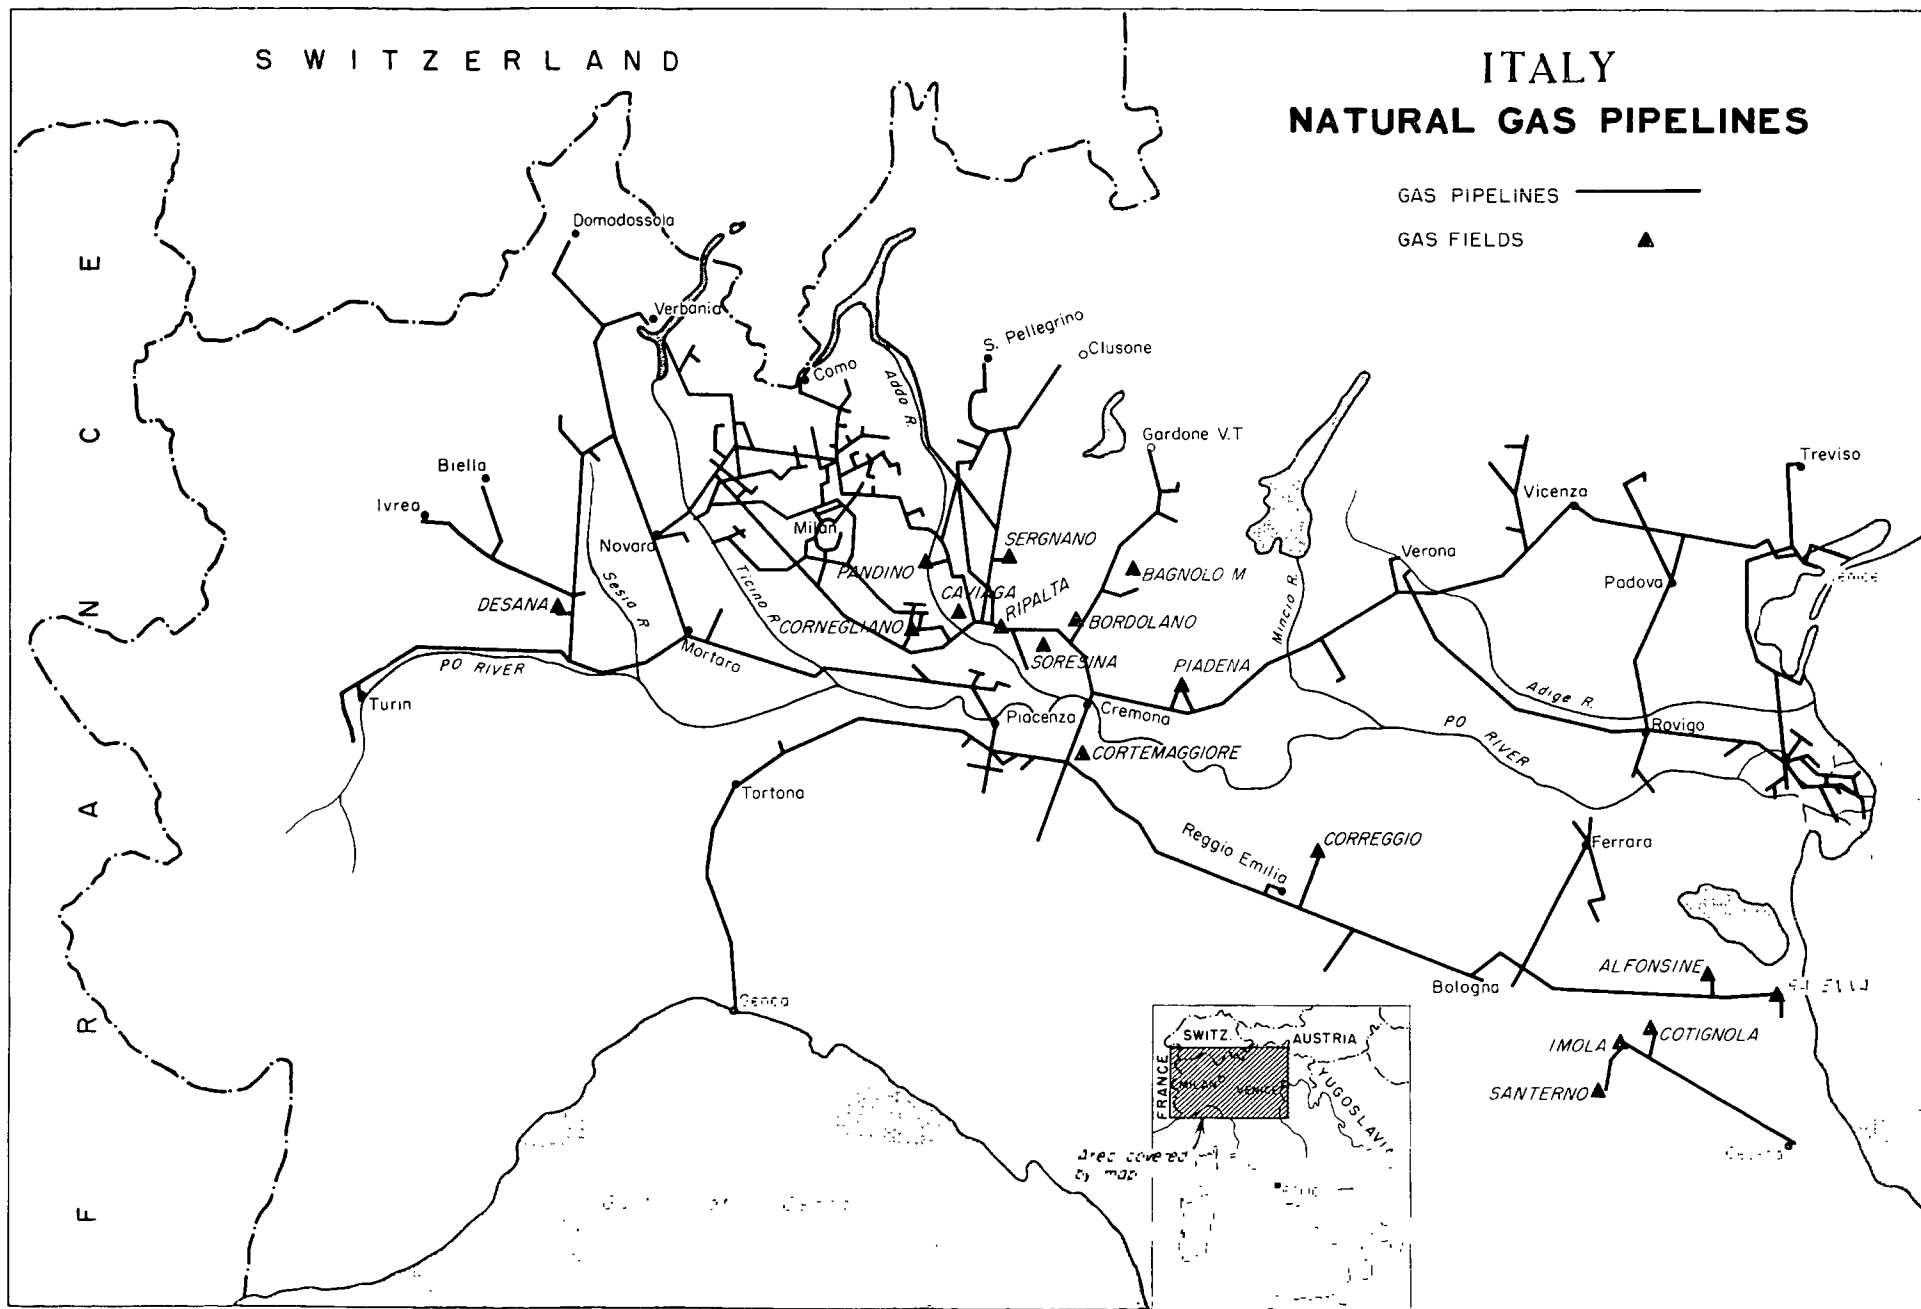 SWITZERLAND
ITALY
NATURAL GAS PIPELINES
GAS PIPELINES
GAS FIELDS
FRANCE
Domodossola
Verbania
Como
S. Pellegrino
Clusone
Adda R.
Gardone V.T
Treviso
Biella
Ivrea
Vicenza
Novara
Milan
SERGNANO
Verona
Padova
PANDINO
BAGNOLO M
Sesia R
Ticino R
CAVIAGA
RIPALTA
Mincio R.
DESANA
CORNEGLIANO
BORDOLANO
Mortara
SORESINA
PIADENA
PO RIVER
Turin
Piacenza
Cremona
Adige R.
PO
RIVER
Rovigo
CORTEMAGGIORE
Tortona
Reggio Emilia
CORREGGIO
Ferrara
ALFONSINE
Bologna
Genoa
IMOLA
COTIGNOLA
SANTERNO
SWITZ.
AUSTRIA
FRANCE
MILAN
VENICE
YUGOSLAVIA
Area covered
by map